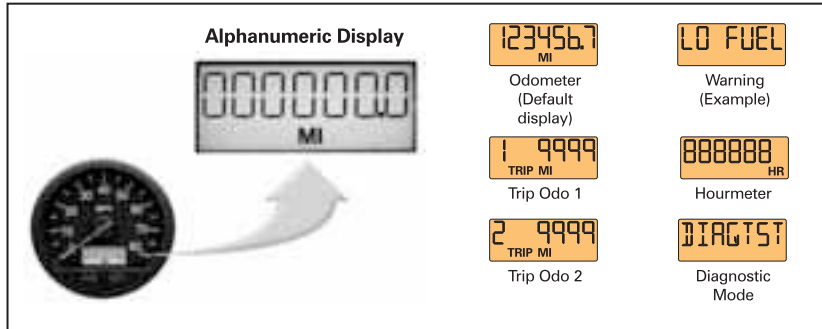 Alphanumeric Display
0000000.0
MI
123456.7
MI
Odometer
(Default
display)
LO FUEL
Warning
(Example)
1 9999
TRIP MI
Trip Odo 1
888888
HR
Hourmeter
2 9999
TRIP MI
Trip Odo 2
DIAGTST
Diagnostic
Mode